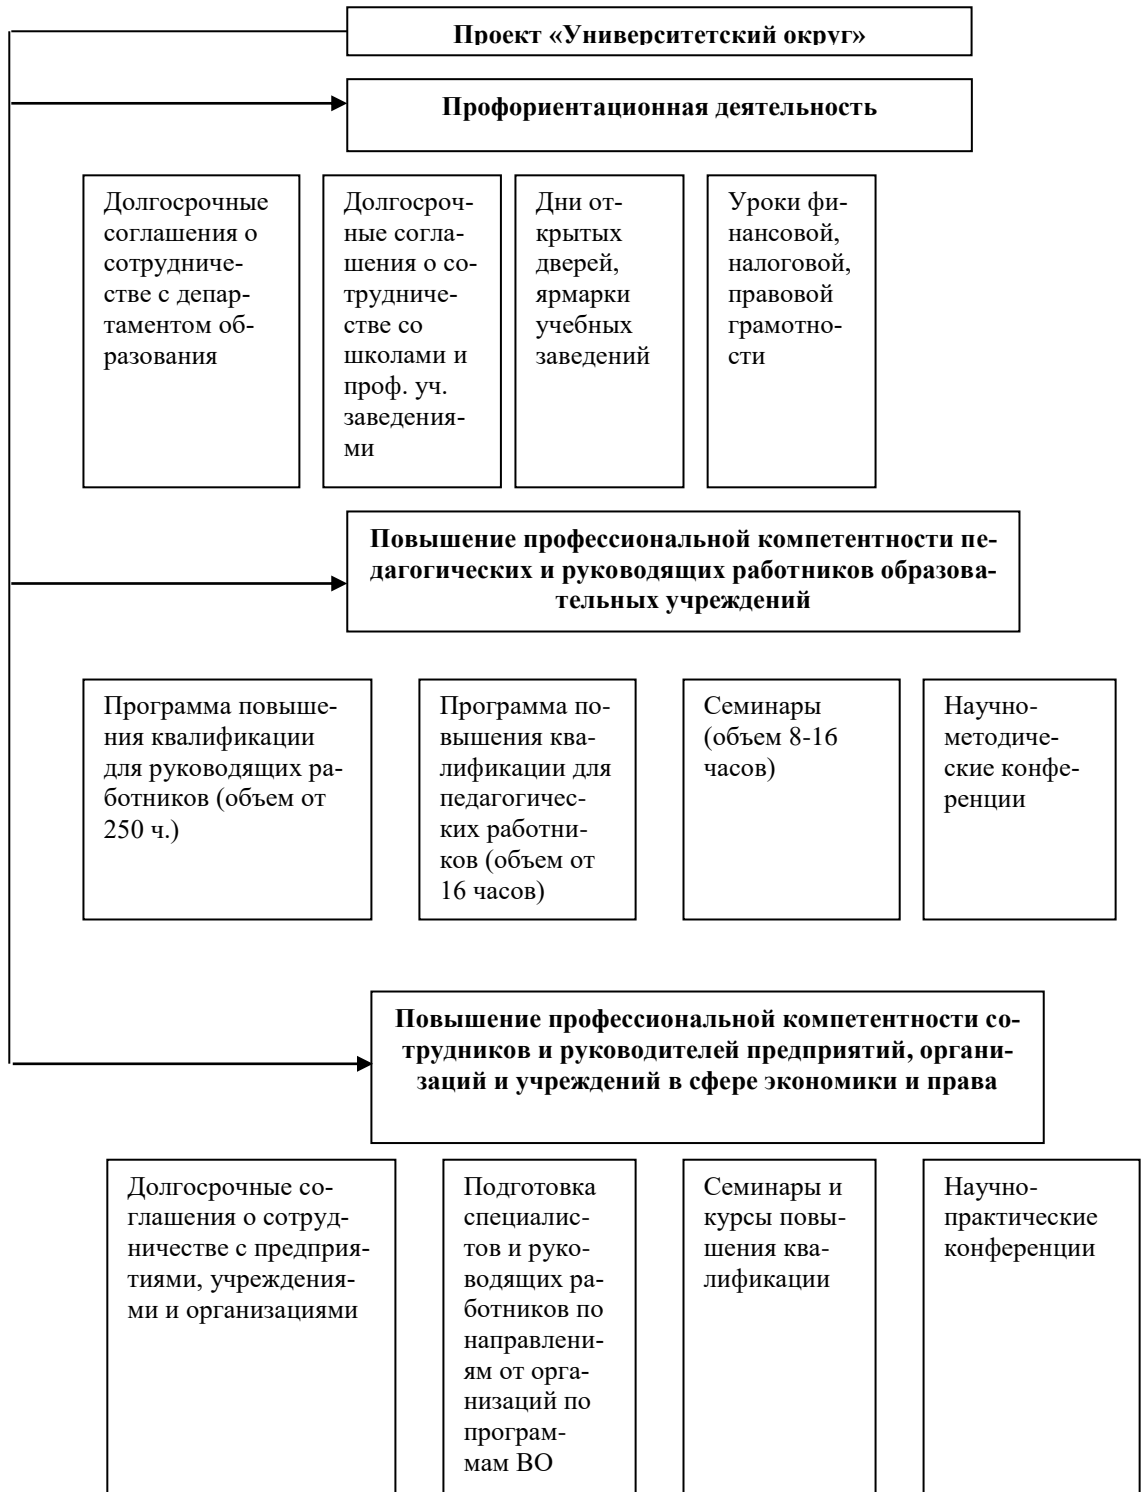 Проект «Университетский округ»
Профориентационная деятельность
Долгосрочные
соглашения о
сотрудниче-
стве с депар-
таментом об-
разования
Долгосроч-
ные согла-
шения о со-
трудниче-
стве со
школами и
проф. уч.
заведения-
ми
Дни от-
крытых
дверей,
ярмарки
учебных
заведений
Уроки фи-
нансовой,
налоговой,
правовой
грамотно-
сти
Повышение профессиональной компетентности пе-
дагогических и руководящих работников образова-
тельных учреждений
Программа повыше-
ния квалификации
для руководящих ра-
ботников (объем от
250 ч.)
Программа по-
вышения ква-
лификации для
педагогичес-
ких работни-
ков (объем от
16 часов)
Семинары
(объем 8-16
часов)
Научно-
методиче-
ские конфе-
ренции
Повышение профессиональной компетентности со-
трудников и руководителей предприятий, органи-
заций и учреждений в сфере экономики и права
Долгосрочные со-
глашения о сотруд-
ничестве с предприя-
тиями, учреждения-
ми и организациями
Подготовка
специалис-
тов и руко-
водящих ра-
ботников по
направлени-
ям от орга-
низаций по
програм-
мам ВО
Семинары и
курсы повы-
шения ква-
лификации
Научно-
практические
конференции